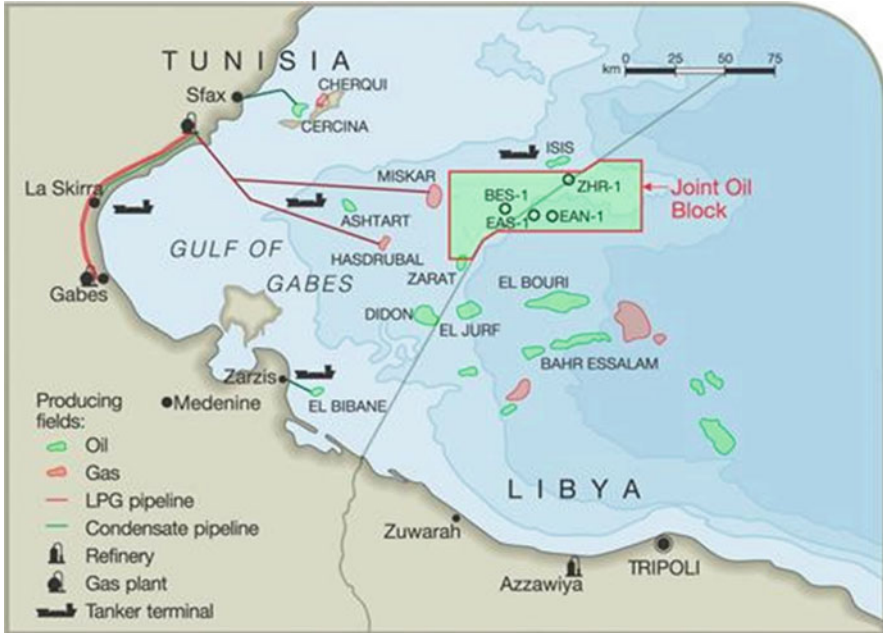 TUNISIA
km 0 25 50 75
CHERQUI
Sfax
CERCINA
ISIS
MISKAR
ZHR-1
Joint Oil
Block
La Skirra
BES-1
ASHTART
EAS-1
EAN-1
GULF OF
GABES
HASDRUBAL
ZARAT
EL BOURI
Gabes
DIDON
EL JURF
BAHR ESSALAM
Zarzis
Medenine
EL BIBANE
Producing
fields:
Oil
Gas
LPG pipeline
Condensate pipeline
Refinery
Gas plant
Tanker terminal
LIBYA
Zuwarah
Azzawiya
TRIPOLI